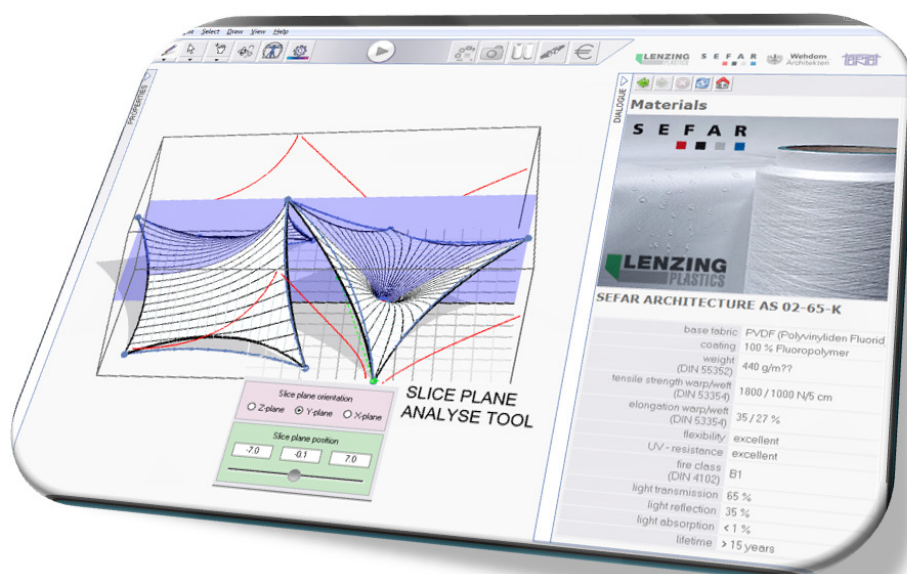 Select Draw View Help
LENZING PLASTICS
SEFAR
Wehdorn Architekten
PROPERTIES
DIALOGUE
Materials
SEFAR
LENZING
PLASTICS
SEFAR ARCHITECTURE AS 02-65-K
base fabric PVDF (Polyvinyliden Fluorid
coating 100 % Fluoropolymer
weight (DIN 55352) 440 g/m??
tensile strength warp/weft (DIN 53354) 1800 / 1000 N/5 cm
elongation warp/weft (DIN 53354) 35 / 27 %
flexibility excellent
UV - resistance excellent
fire class (DIN 4102) B1
light transmission 65 %
light reflection 35 %
light absorption < 1 %
lifetime > 15 years
SLICE PLANE
ANALYSE TOOL
Slice plane orientation
Z-plane Y-plane X-plane
Slice plane position
-7.0 -0.1 7.0